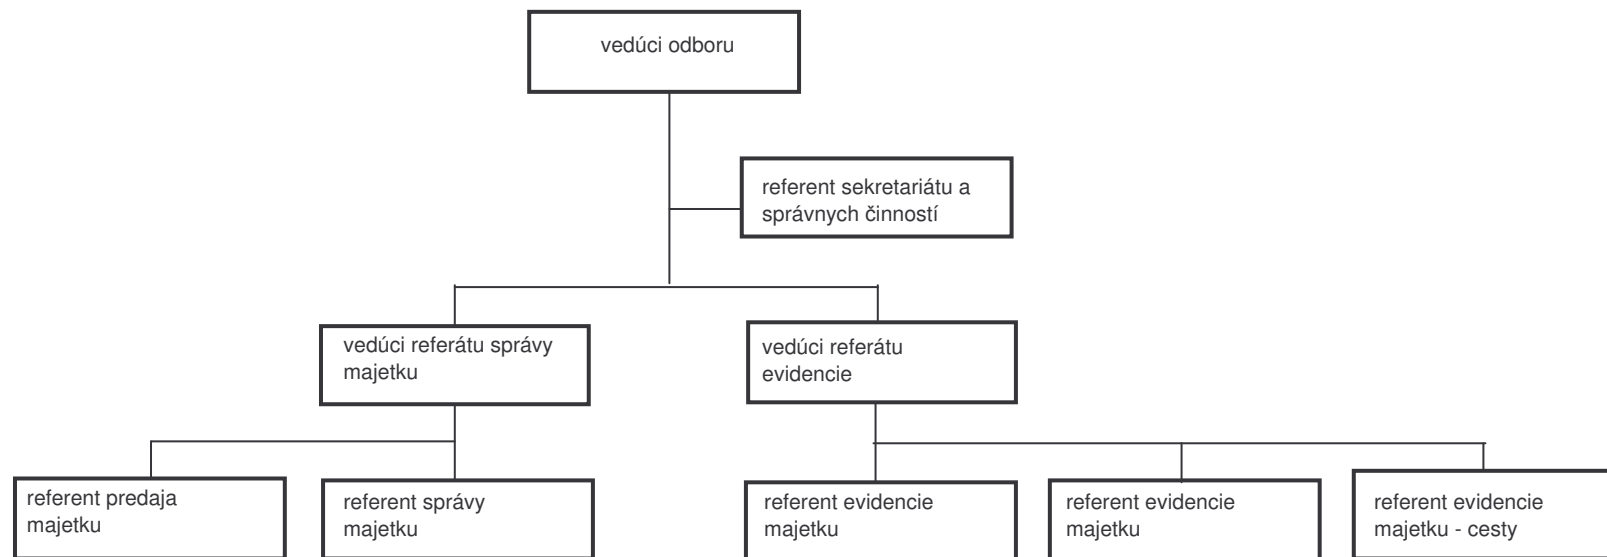 vedúci odboru
referent sekretariátu a
správnych činností
vedúci referátu správy
majetku
vedúci referátu
evidencie
referent predaja
majetku
referent správy
majetku
referent evidencie
majetku
referent evidencie
majetku
referent evidencie
majetku - cesty